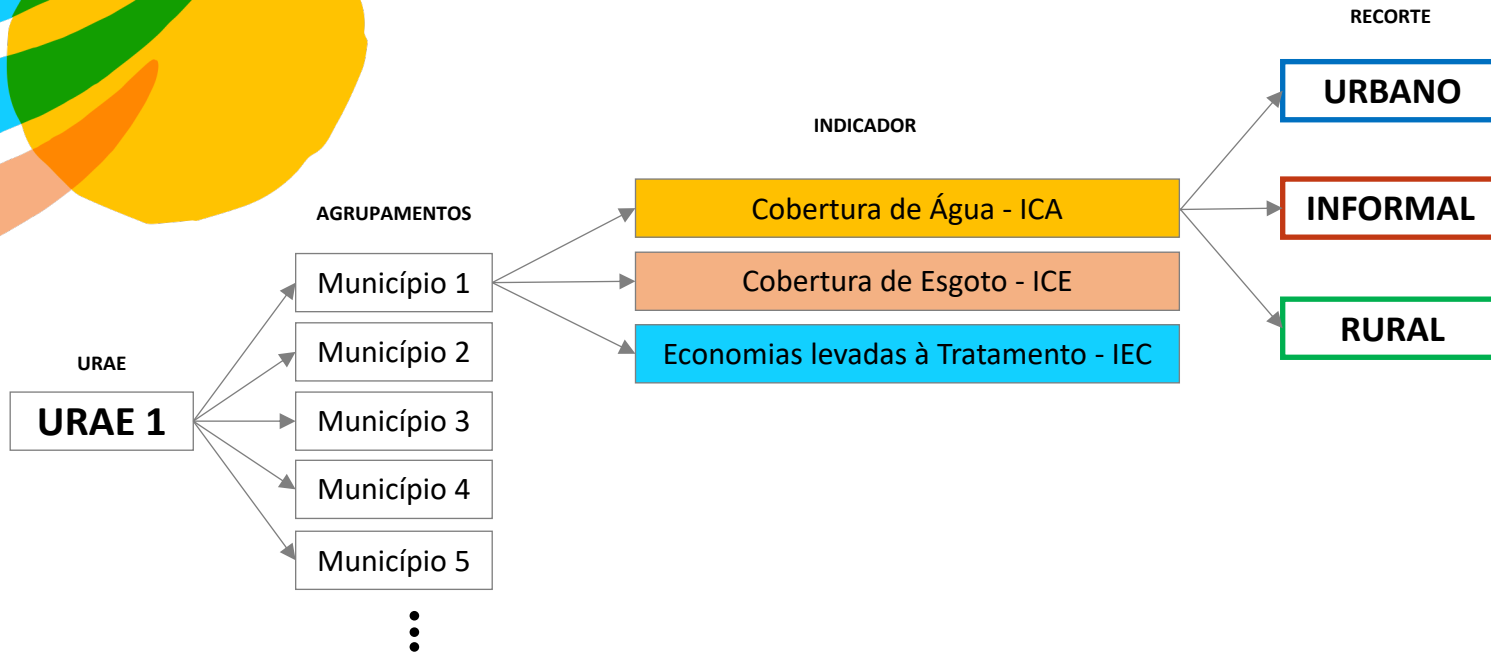 RECORTE
URBANO
INDICADOR
Cobertura de Água - ICA
INFORMAL
AGRUPAMENTOS
Município 1
Cobertura de Esgoto - ICE
RURAL
Município 2
Economias levadas à Tratamento - IEC
URAE
URAE 1
Município 3
Município 4
Município 5